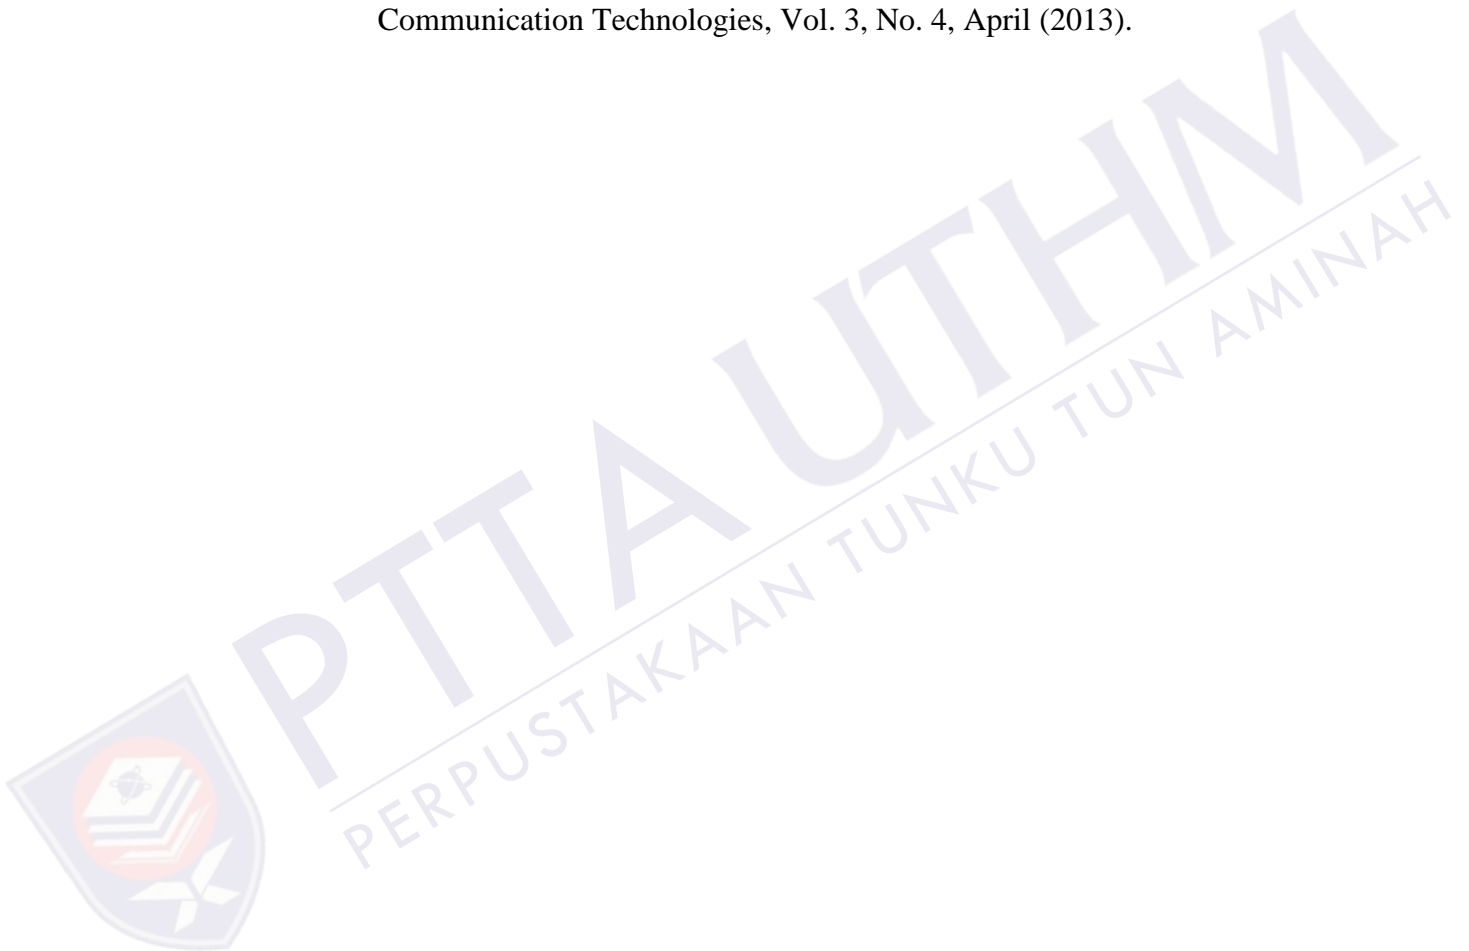 Communication Technologies, Vol. 3, No. 4, April (2013).
PTTA UTHM
PERPUSTAKAAN TUNKU TUN AMINAH